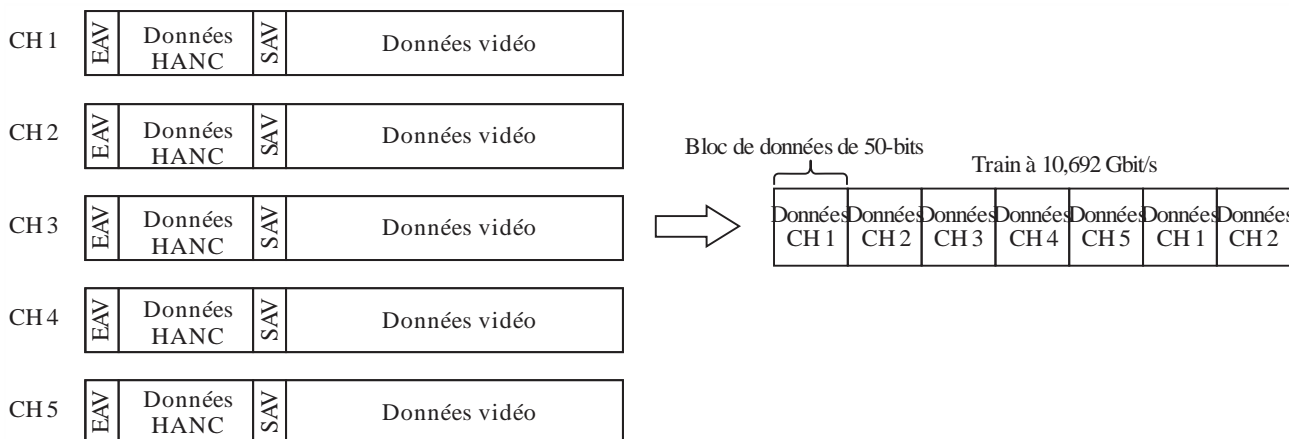 CH 1
EAV
Données
HANC
SAV
Données vidéo
CH 2
EAV
Données
HANC
SAV
Données vidéo
CH 3
EAV
Données
HANC
SAV
Données vidéo
CH 4
EAV
Données
HANC
SAV
Données vidéo
CH 5
EAV
Données
HANC
SAV
Données vidéo
Bloc de données de 50-bits
Train à 10,692 Gbit/s
Données
CH 1
Données
CH 2
Données
CH 3
Données
CH 4
Données
CH 5
Données
CH 1
Données
CH 2